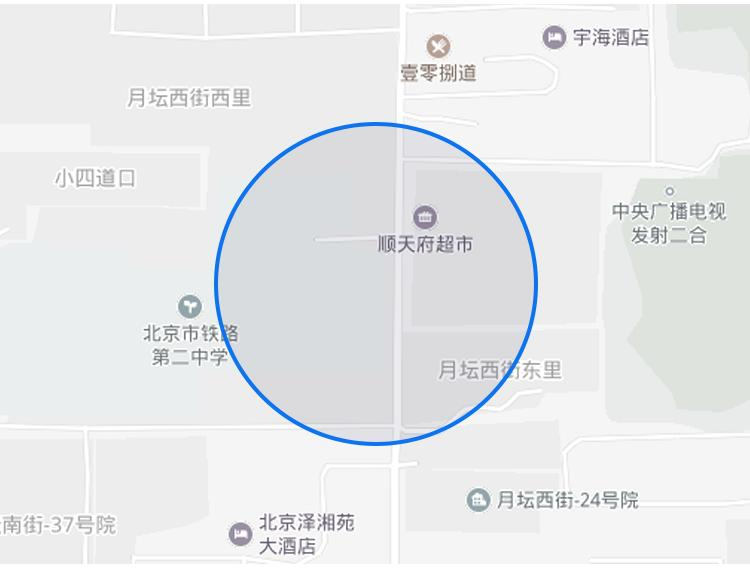 宇海酒店
壹零捌道
月坛西街西里
小四道口
中央广播电视
发射二合
顺天府超市
北京市铁路
第二中学
月坛西街东里
月坛西街-24号院
南街-37号院
北京泽湘苑
大酒店